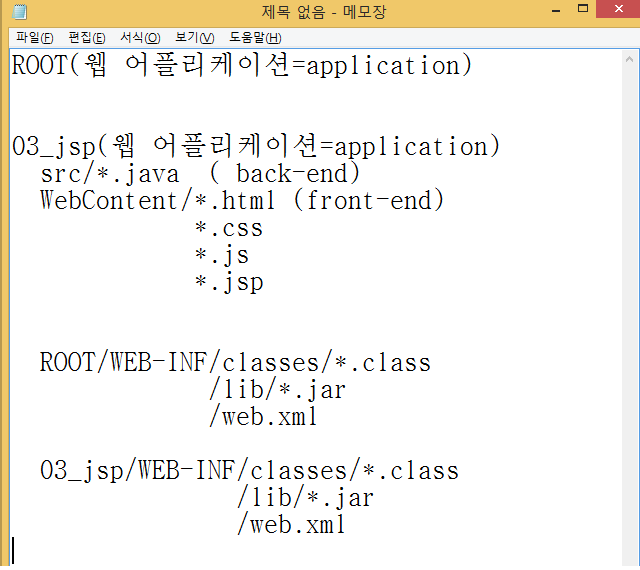 제목 없음 - 메모장
파일(F) 편집(E) 서식(O) 보기(V) 도움말(H)
ROOT(웹 어플리케이션=application)
03_jsp(웹 어플리케이션=application)
src/*.java ( back-end)
WebContent/*.html (front-end)
*.css
*.js
*.jsp
ROOT/WEB-INF/classes/*.class
/lib/*.jar
/web.xml
03_jsp/WEB-INF/classes/*.class
/lib/*.jar
/web.xml